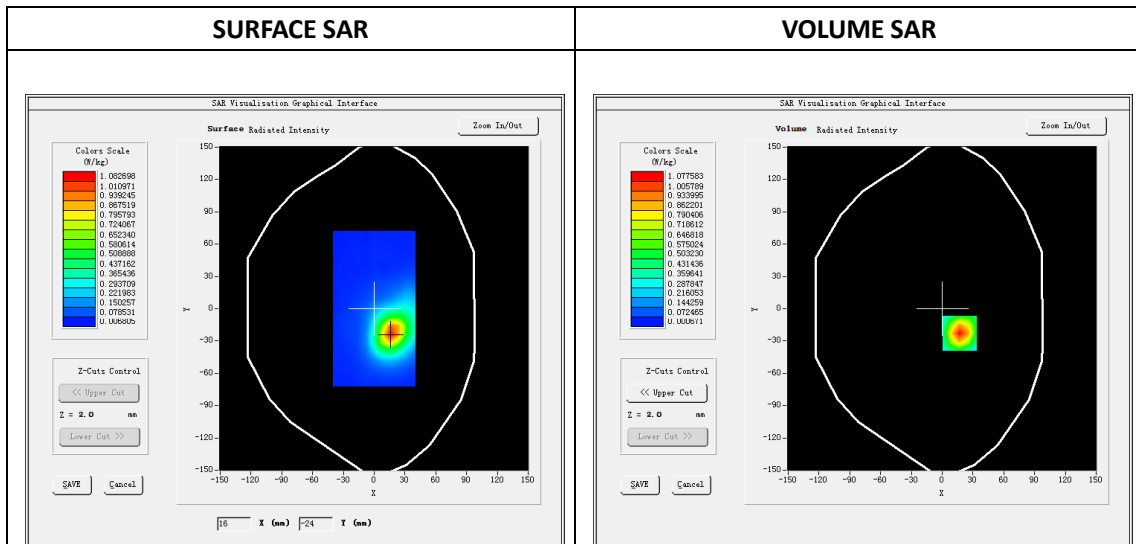 SURFACE SAR
VOLUME SAR
SAR Visualisation Graphical Interface
Surface Radiated Intensity
Zoom In/Out
Colors Scale
(W/kg)
1.082698
1.010971
0.939245
0.867519
0.795793
0.724067
0.652340
0.580614
0.508888
0.437162
0.365436
0.293709
0.221983
0.150257
0.078531
0.006805
Z-Cuts Control
<< Upper Cut
Z = 2.0 mm
Lower Cut >>
SAVE Cancel
150
120
90
60
30
0
-30
-60
-90
-120
-150
Y
-150 -120 -90 -60 -30 0 30 60 90 120 150
X
16 X (mm) -24 Y (mm)
SAR Visualisation Graphical Interface
Volume Radiated Intensity
Zoom In/Out
Colors Scale
(W/kg)
1.077583
1.005789
0.933995
0.862201
0.790406
0.718612
0.646818
0.575024
0.503230
0.431436
0.359641
0.287847
0.216053
0.144259
0.072465
0.000671
Z-Cuts Control
<< Upper Cut
Z = 2.0 mm
Lower Cut >>
SAVE Cancel
150
120
90
60
30
0
-30
-60
-90
-120
-150
Y
-150 -120 -90 -60 -30 0 30 60 90 120 150
X